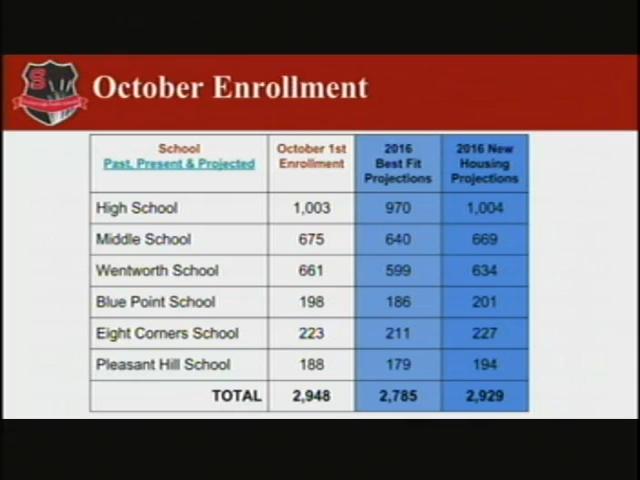 October Enrollment
School
Past, Present & Projected
October 1st
Enrollment
2016
Best Fit
Projections
2016 New
Housing
Projections
High School 1,003 970 1,004
Middle School 675 640 669
Wentworth School 661 599 634
Blue Point School 198 186 201
Eight Corners School 223 211 227
Pleasant Hill School 188 179 194
TOTAL 2,948 2,785 2,929